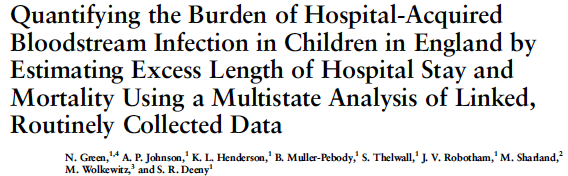 Quantifying the Burden of Hospital-Acquired
Bloodstream Infection in Children in England by
Estimating Excess Length of Hospital Stay and
Mortality Using a Multistate Analysis of Linked,
Routinely Collected Data
N. Green,1,4 A. P. Johnson,1 K. L. Henderson,1 B. Muller-Pebody,1 S. Thelwall,1 J. V. Robotham,1 M. Sharland,2
M. Wolkewitz,3 and S. R. Deeny1